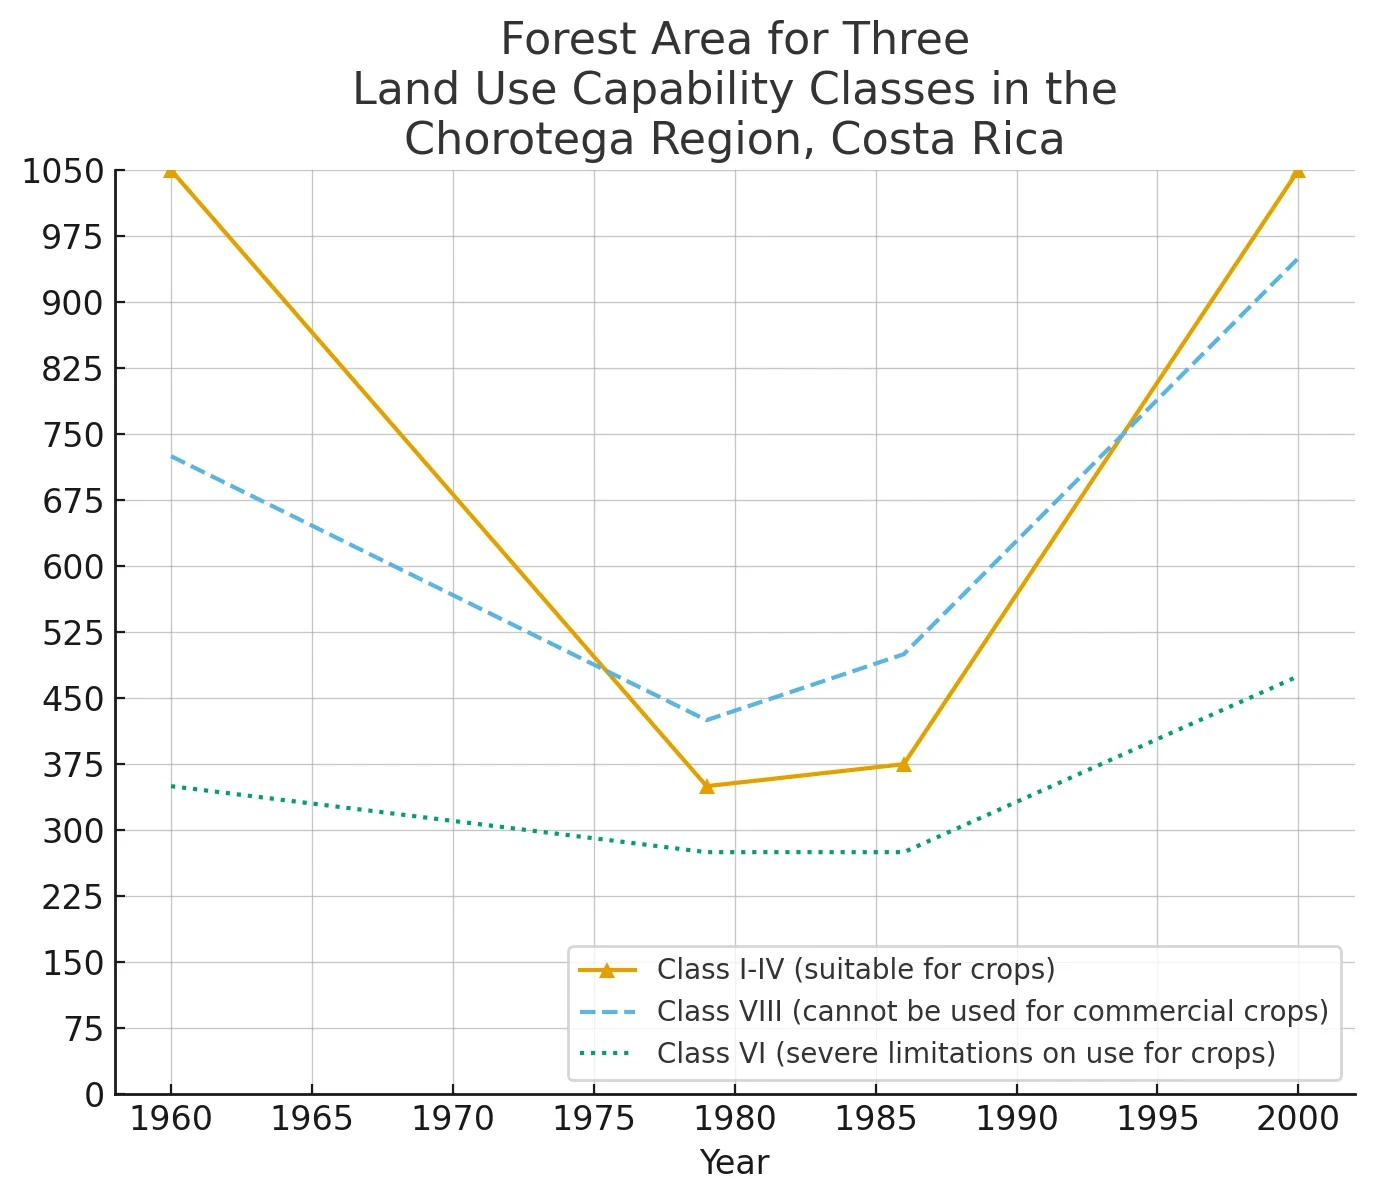 Forest Area for Three
Land Use Capability Classes in the
Chorotega Region, Costa Rica
1050
975
900
825
750
675
600
525
450
375
300
225
150
75
0
Class I-IV (suitable for crops)
Class VIII (cannot be used for commercial crops)
Class VI (severe limitations on use for crops)
1960 1965 1970 1975 1980 1985 1990 1995 2000
Year